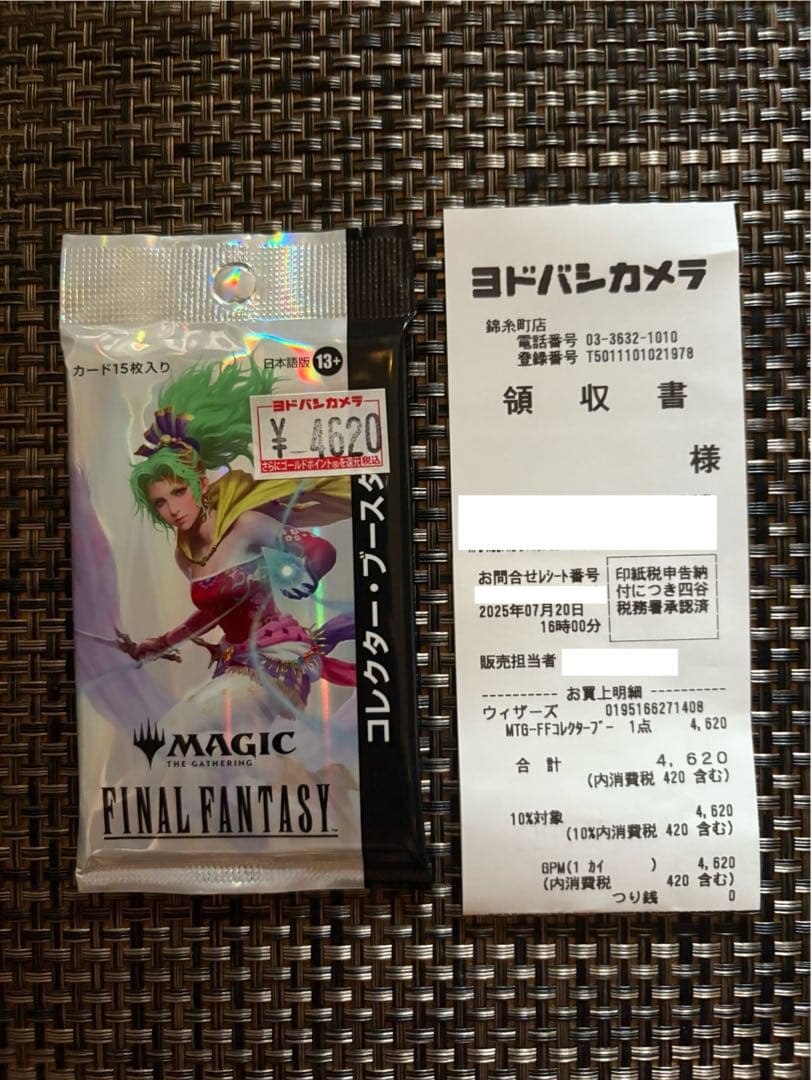 カード15枚入り
日本語版 13+
ヨドバシカメラ
¥ 4620
さらにゴールドポイント®を還元 税込
コレクター・ブースタ
MAGIC
THE GATHERING
FINAL FANTASY
ヨドバシカメラ
錦糸町店
電話番号 03-3632-1010
登録番号 T5011101021978
領 収 書
様
お問合せレシート番号
2025年07月20日
16時00分
印紙税申告納
付につき四谷
税務署承認済
販売担当者
---------- お買上明細 ----------
ウィザーズ 0195166271408
MTG-FFコレクターブー 1点 4,620
合 計 4,620
(内消費税 420 含む)
10%対象 4,620
(10%内消費税 420 含む)
GPM(1 カイ ) 4,620
(内消費税 420 含む)
つり銭 0